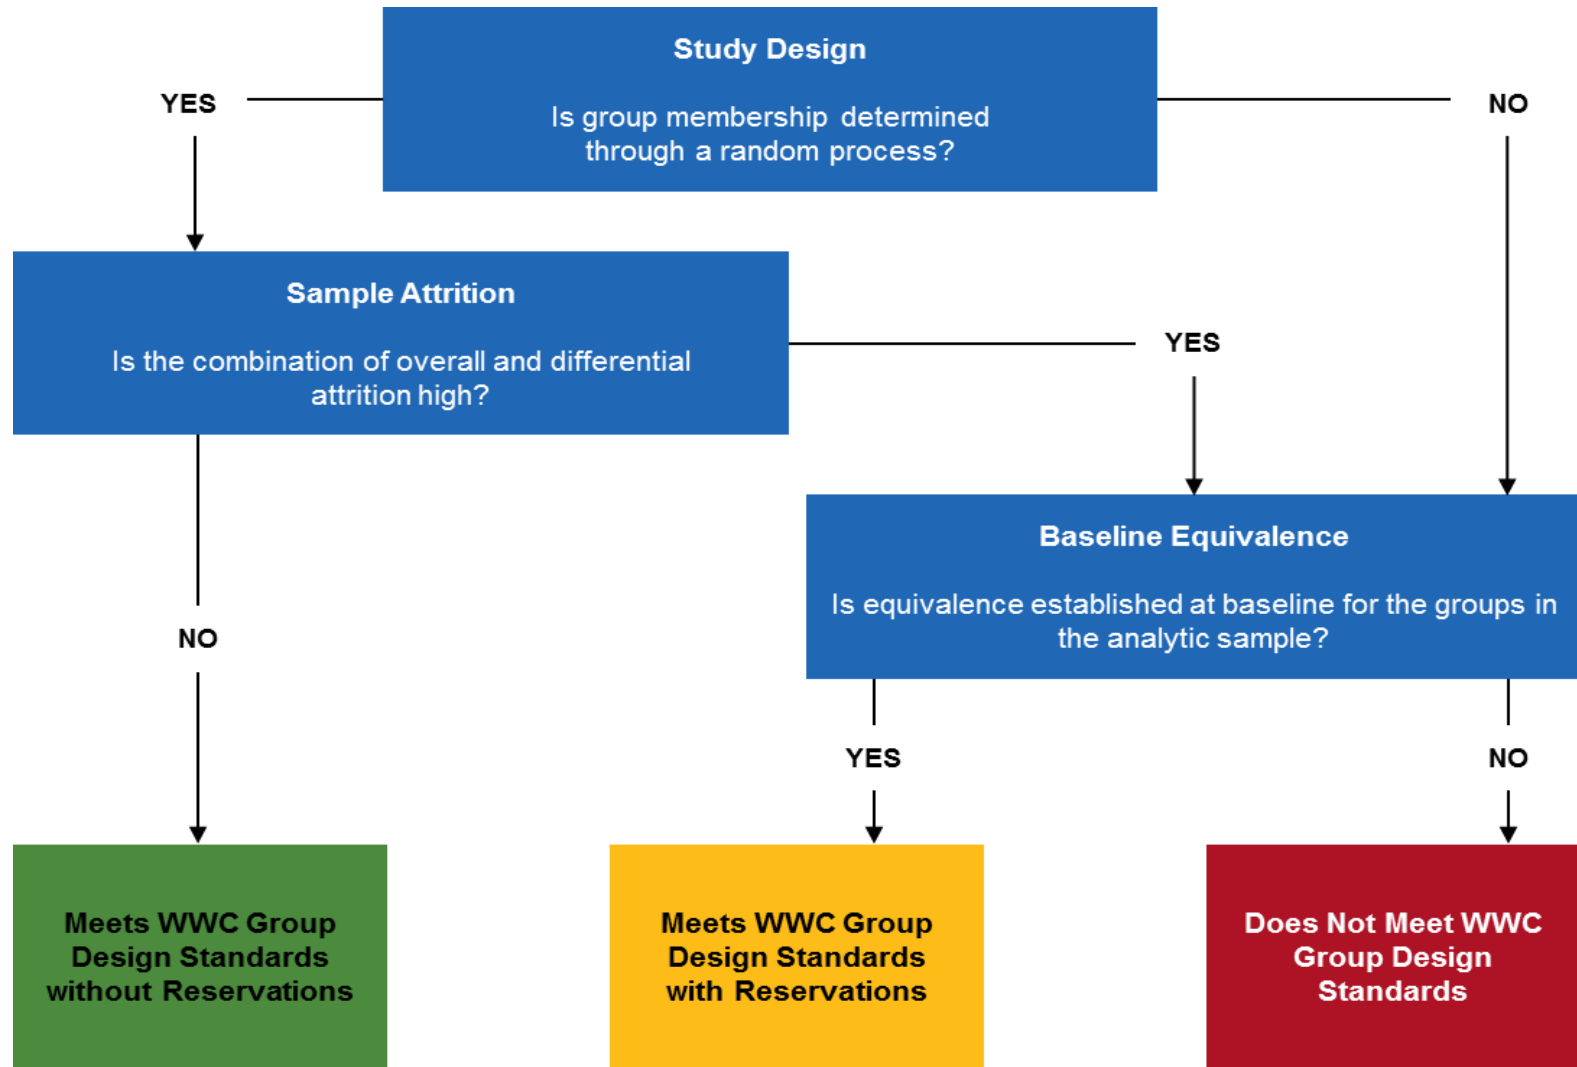 Study Design
Is group membership determined
through a random process?
YES
NO
Sample Attrition
Is the combination of overall and differential
attrition high?
YES
NO
Baseline Equivalence
Is equivalence established at baseline for the groups in
the analytic sample?
YES
NO
Meets WWC Group
Design Standards
without Reservations
Meets WWC Group
Design Standards
with Reservations
Does Not Meet WWC
Group Design
Standards